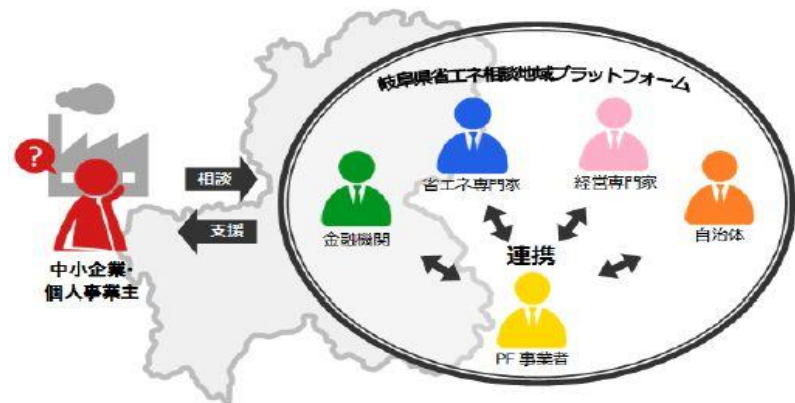 岐阜県省エネ相談地域プラットフォーム
?
相談
支援
中小企業・
個人事業主
金融機関
省エネ専門家
経営専門家
自治体
連携
PF 事業者